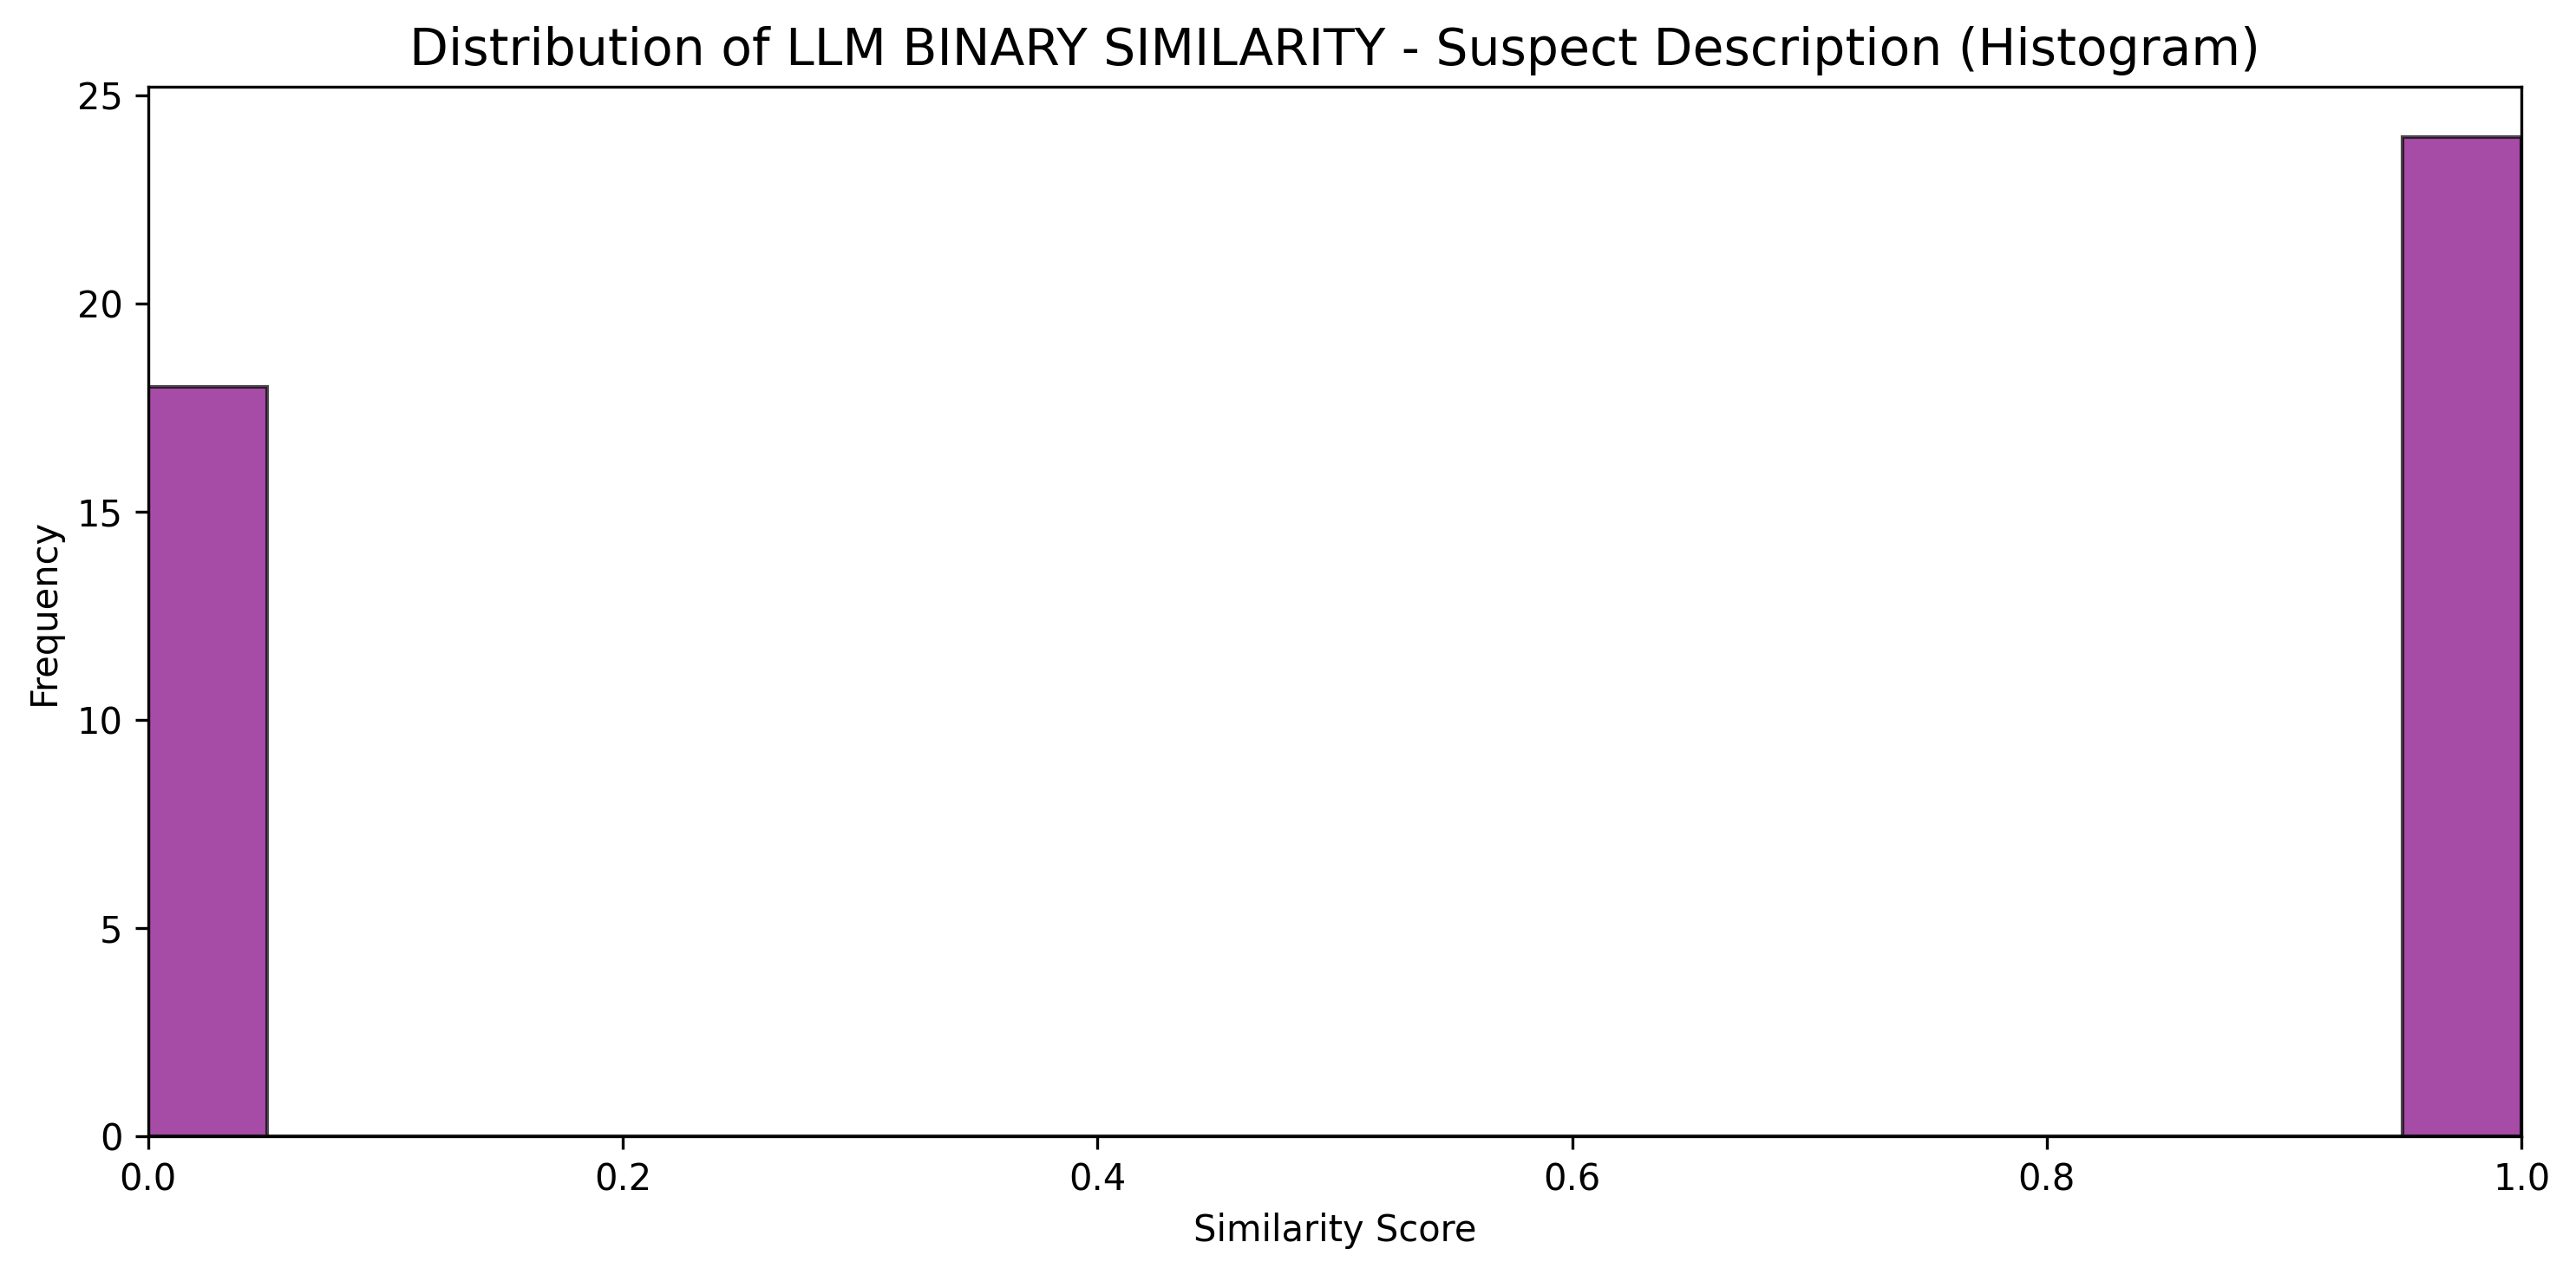 Distribution of LLM BINARY SIMILARITY - Suspect Description (Histogram)
25
20
15
10
5
0
Frequency
0.0 0.2 0.4 0.6 0.8 1.0
Similarity Score